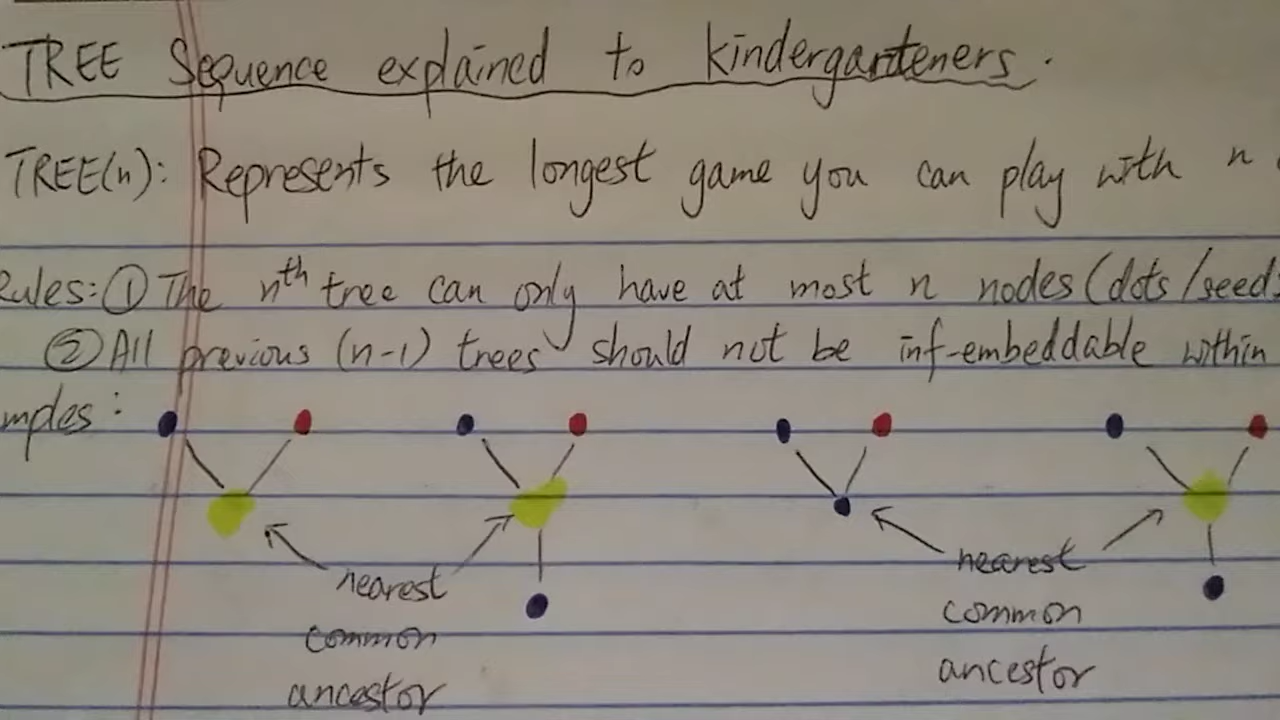 TREE Sequence explained to kindergarteners.
TREE(n): Represents the longest game you can play with n
Rules: ① The nth tree can only have at most n nodes (dots/seeds
② All previous (n-1) trees should not be inf-embeddable within
mples:
nearest nearest
common common
ancestor ancestor